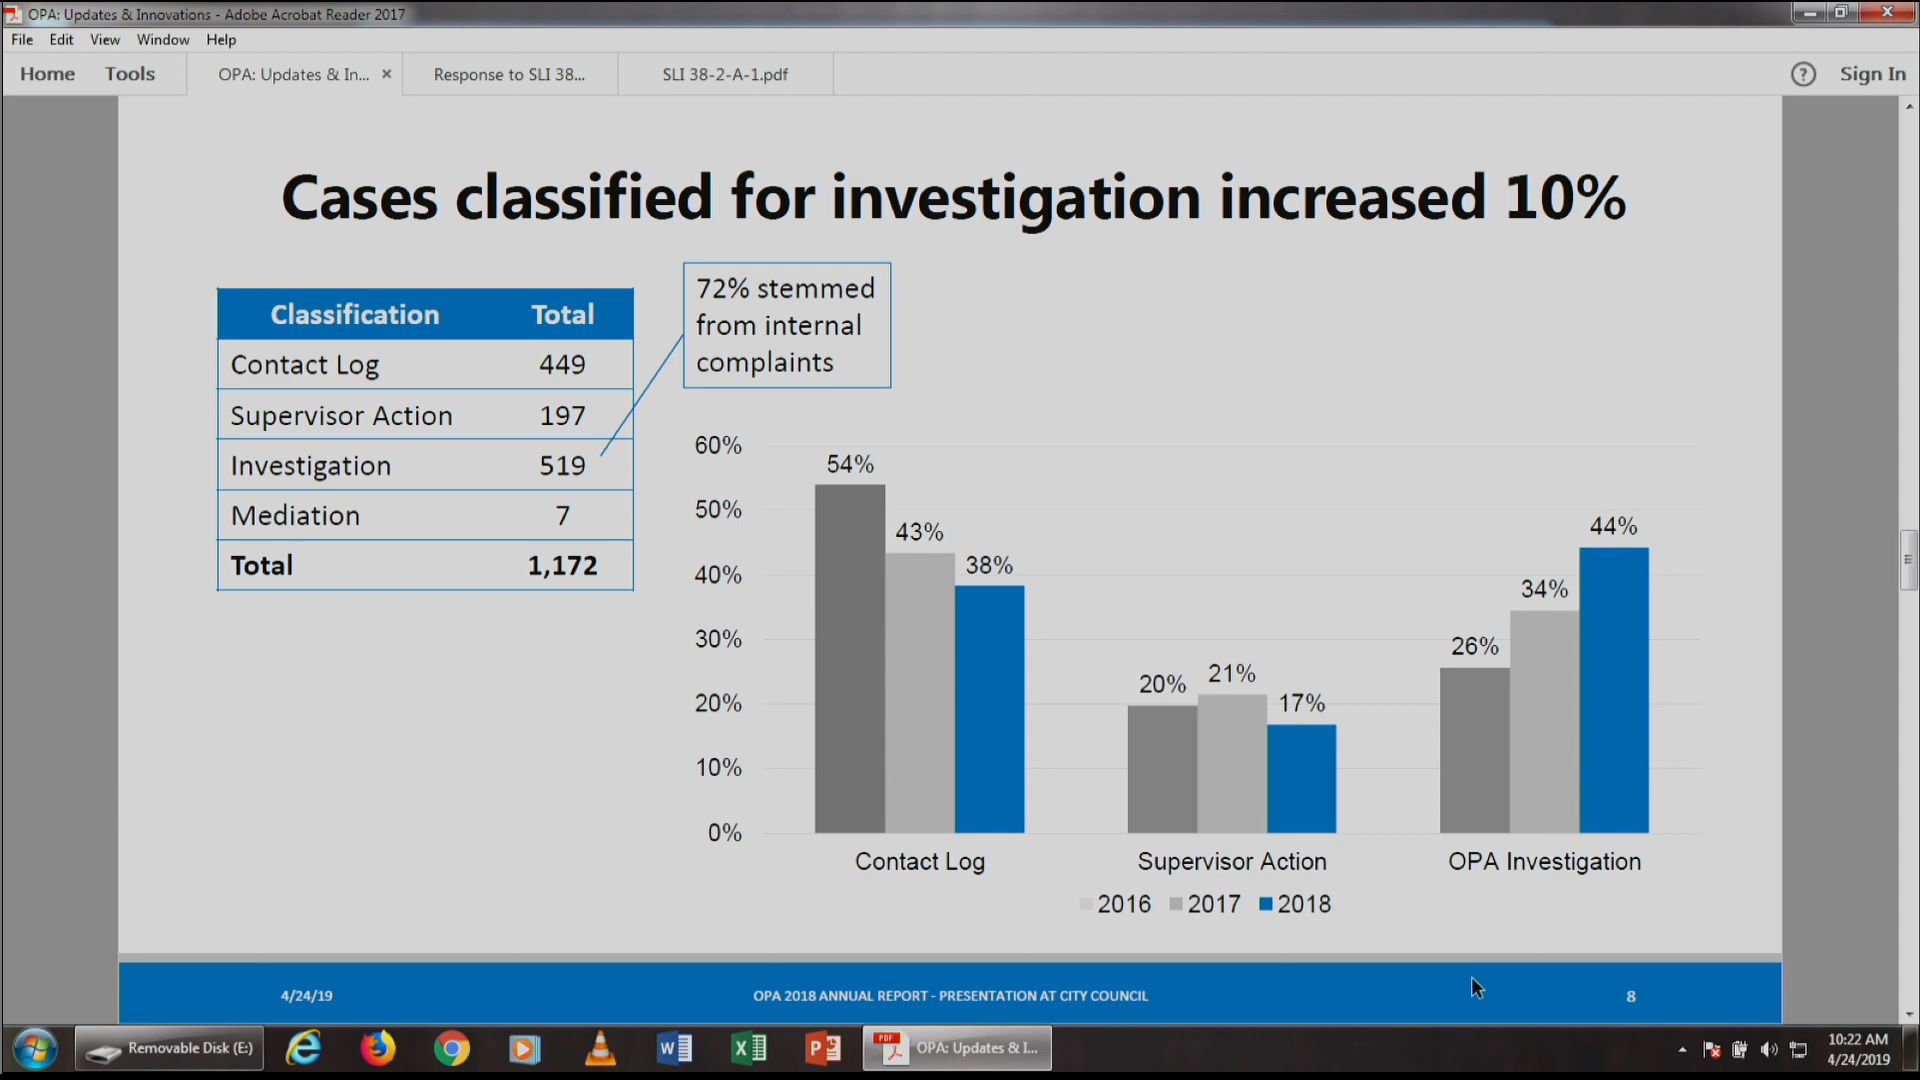 OPA: Updates & Innovations - Adobe Acrobat Reader 2017
File Edit View Window Help
Home Tools OPA: Updates & In... × Response to SLI 38... SLI 38-2-A-1.pdf ? Sign In
Cases classified for investigation increased 10%
Classification Total
Contact Log 449
Supervisor Action 197
Investigation 519
Mediation 7
Total 1,172
72% stemmed
from internal
complaints
60%
50%
40%
30%
20%
10%
0%
54%
43%
38%
20%
21%
17%
26%
34%
44%
Contact Log Supervisor Action OPA Investigation
2016 2017 2018
4/24/19 OPA 2018 ANNUAL REPORT - PRESENTATION AT CITY COUNCIL 8
Removable Disk (E:)
PDF
OPA: Updates & I...
10:22 AM
4/24/2019